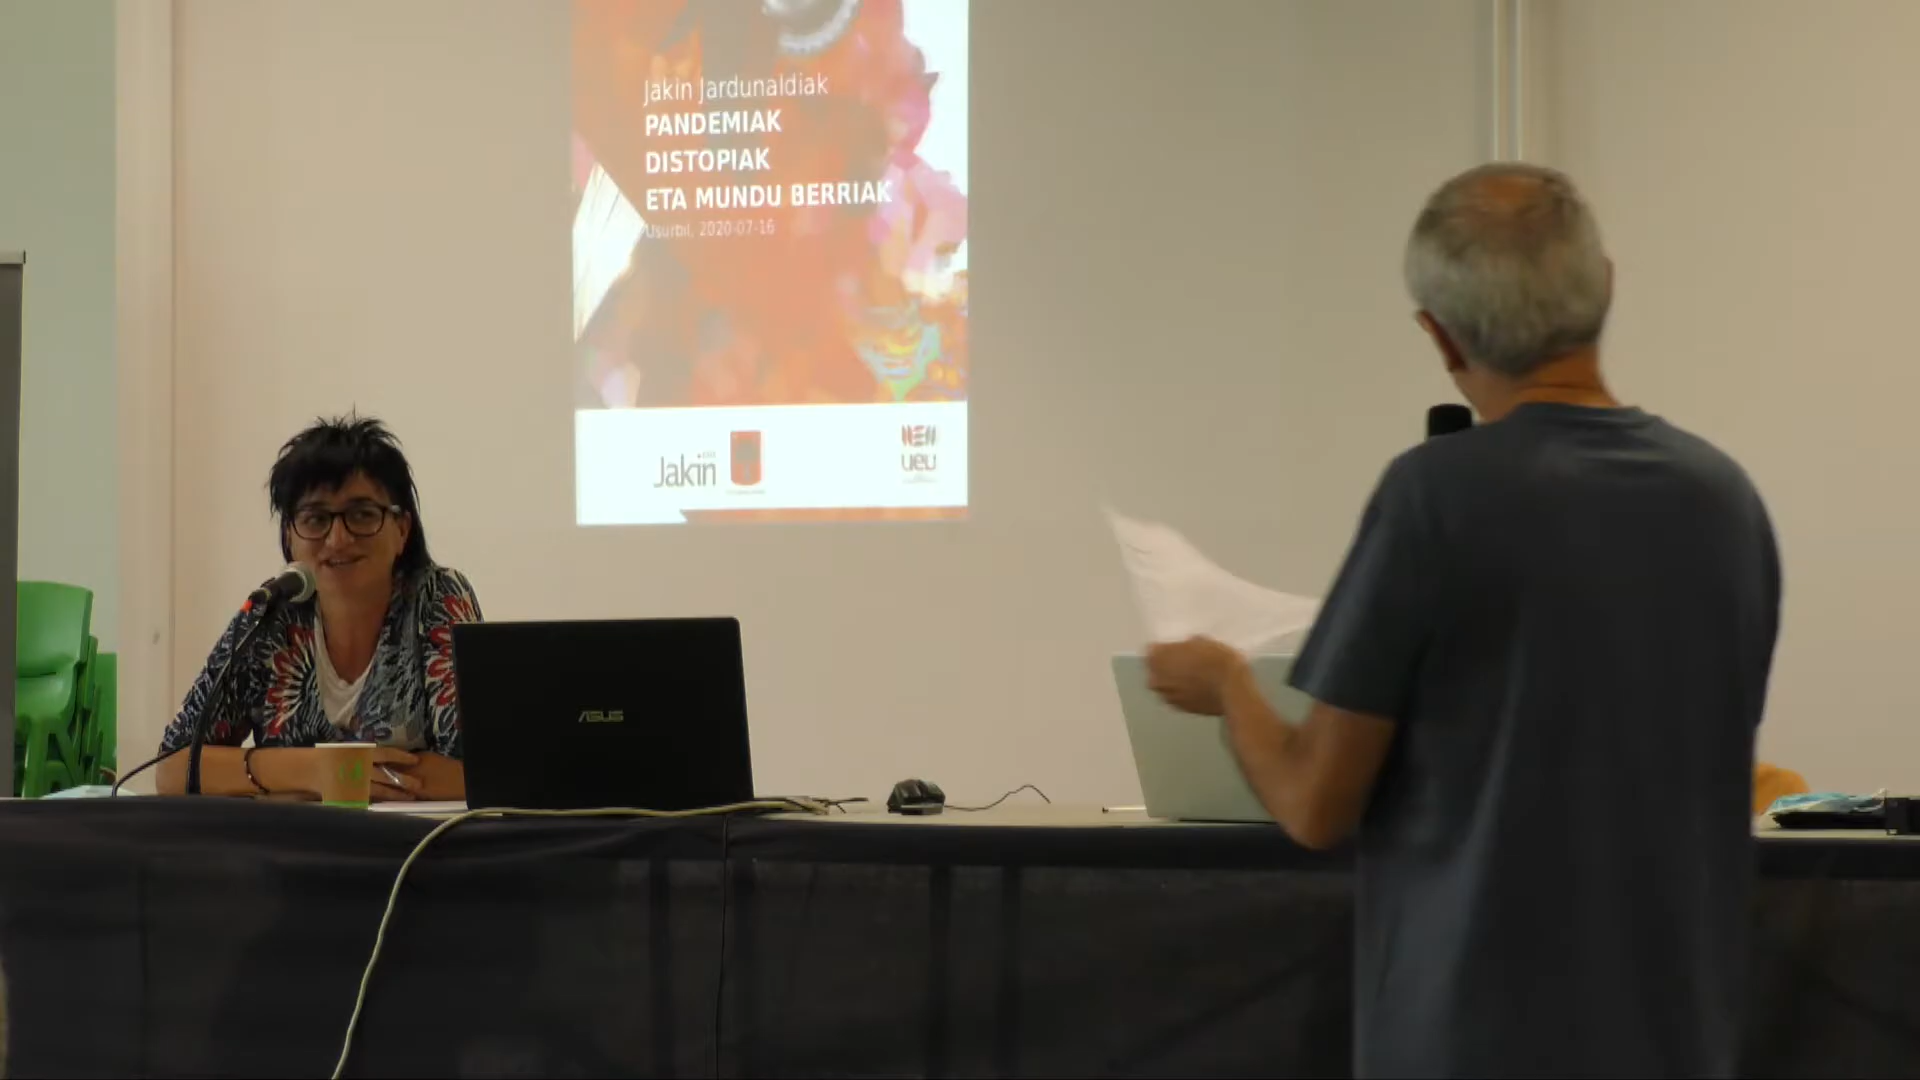 Jakin Jardunaldiak
PANDEMIAK
DISTOPIAK
ETA MUNDU BERRIAK
Usurbil, 2020-07-16
Jakin
ueu
ASUS